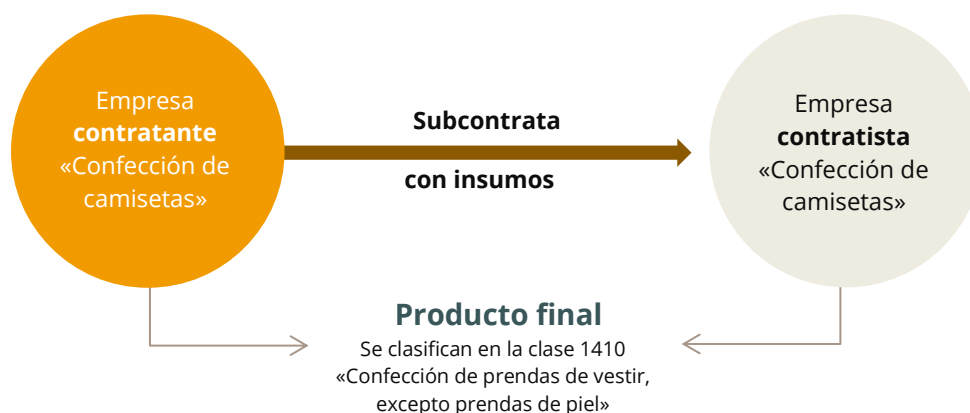 Empresa
contratante
«Confección de
camisetas»
Subcontrata
con insumos
Empresa
contratista
«Confección de
camisetas»
Producto final
Se clasifican en la clase 1410
«Confección de prendas de vestir,
excepto prendas de piel»